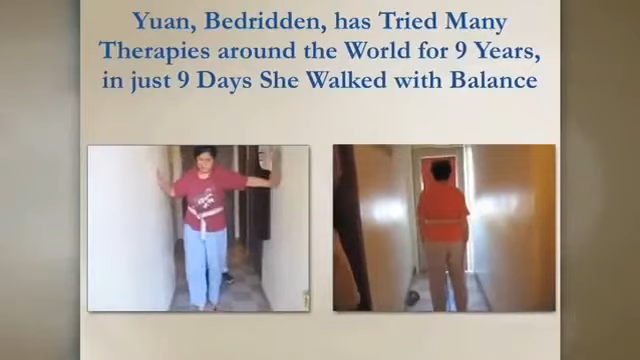 Yuan, Bedridden, has Tried Many
Therapies around the World for 9 Years,
in just 9 Days She Walked with Balance